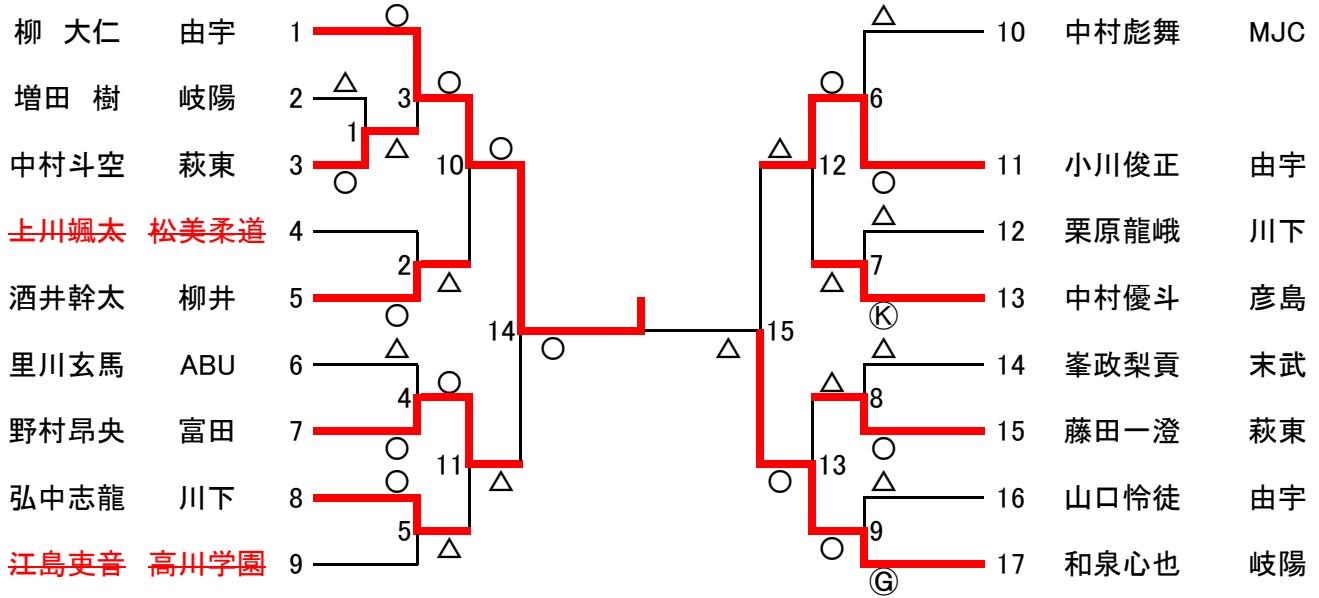 柳 大仁 由宇 1
増田 樹 岐陽 2
中村斗空 萩東 3
上川颯太 松美柔道 4
酒井幹太 柳井 5
里川玄馬 ABU 6
野村昂央 富田 7
弘中志龍 川下 8
江島吏音 高川学園 9
○
△
3
○
1
△
○
10
○
2
△
○
14
○
△
4
○
○
11
○
△
5
△
△
10 中村彪舞 MJC
11 小川俊正 由宇
12 栗原龍峨 川下
13 中村優斗 彦島
14 峯政梨貢 末武
15 藤田一澄 萩東
16 山口怜徒 由宇
17 和泉心也 岐陽
△
○
6
△
12
○
△
7
△
Ⓚ
15
△
△
△
8
○
13
○
△
9
○
Ⓖ